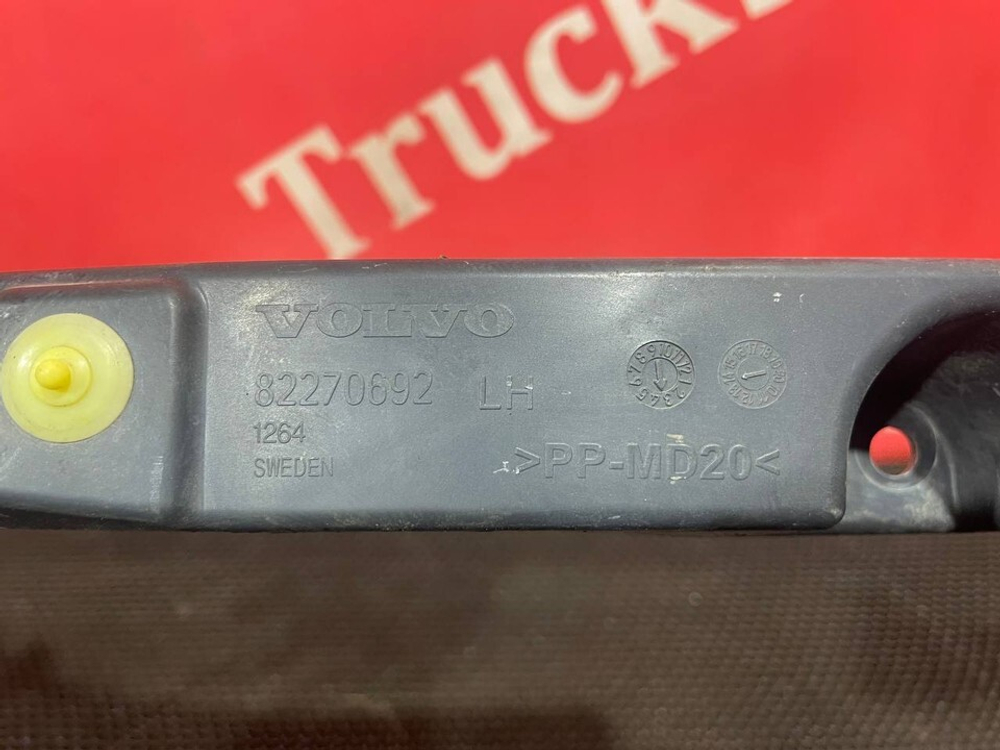 Truck
VOLVO
82270692 LH
1264
SWEDEN
>PP-MD20<